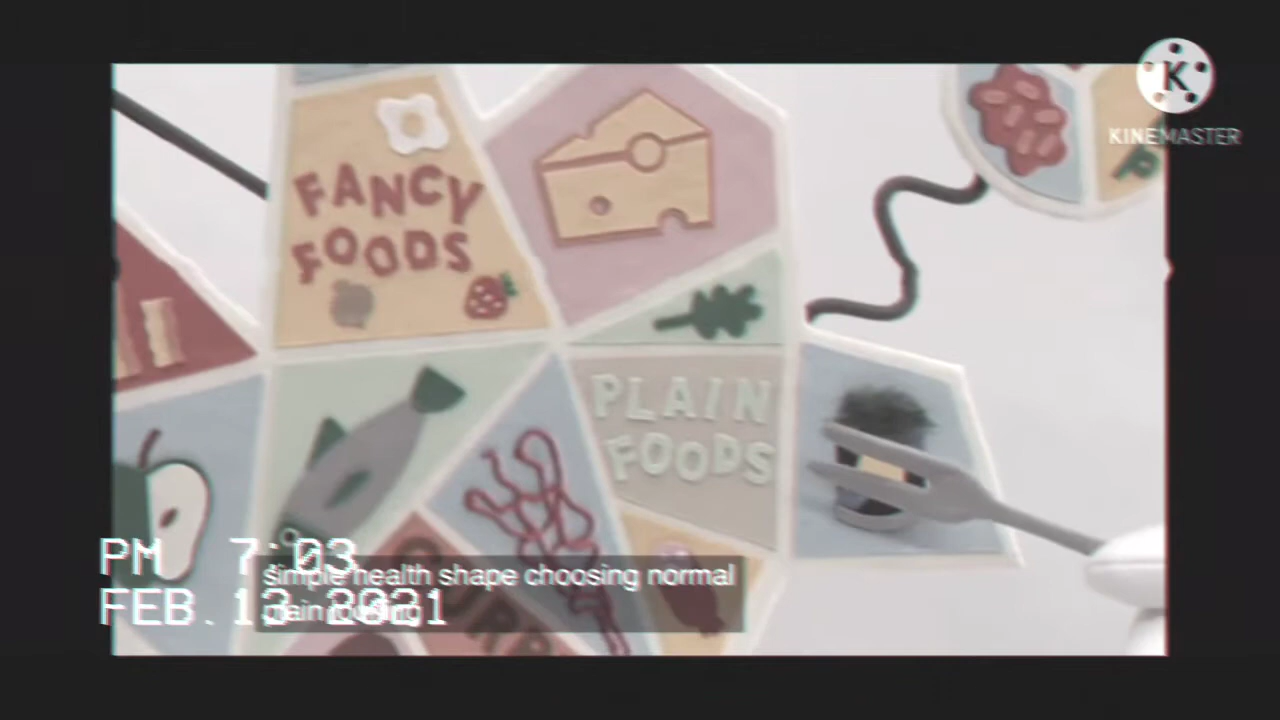 KINEMASTER
FANCY
FOODS
PLAIN
FOODS
PM 7:03
simple health shape choosing normal
FEB.13 2021